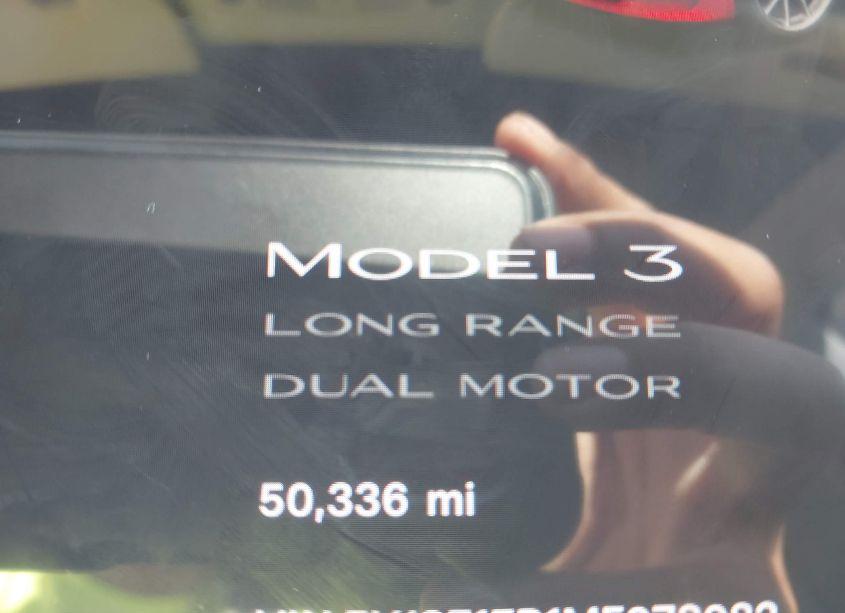 MODEL 3
LONG RANGE
DUAL MOTOR
50,336 mi